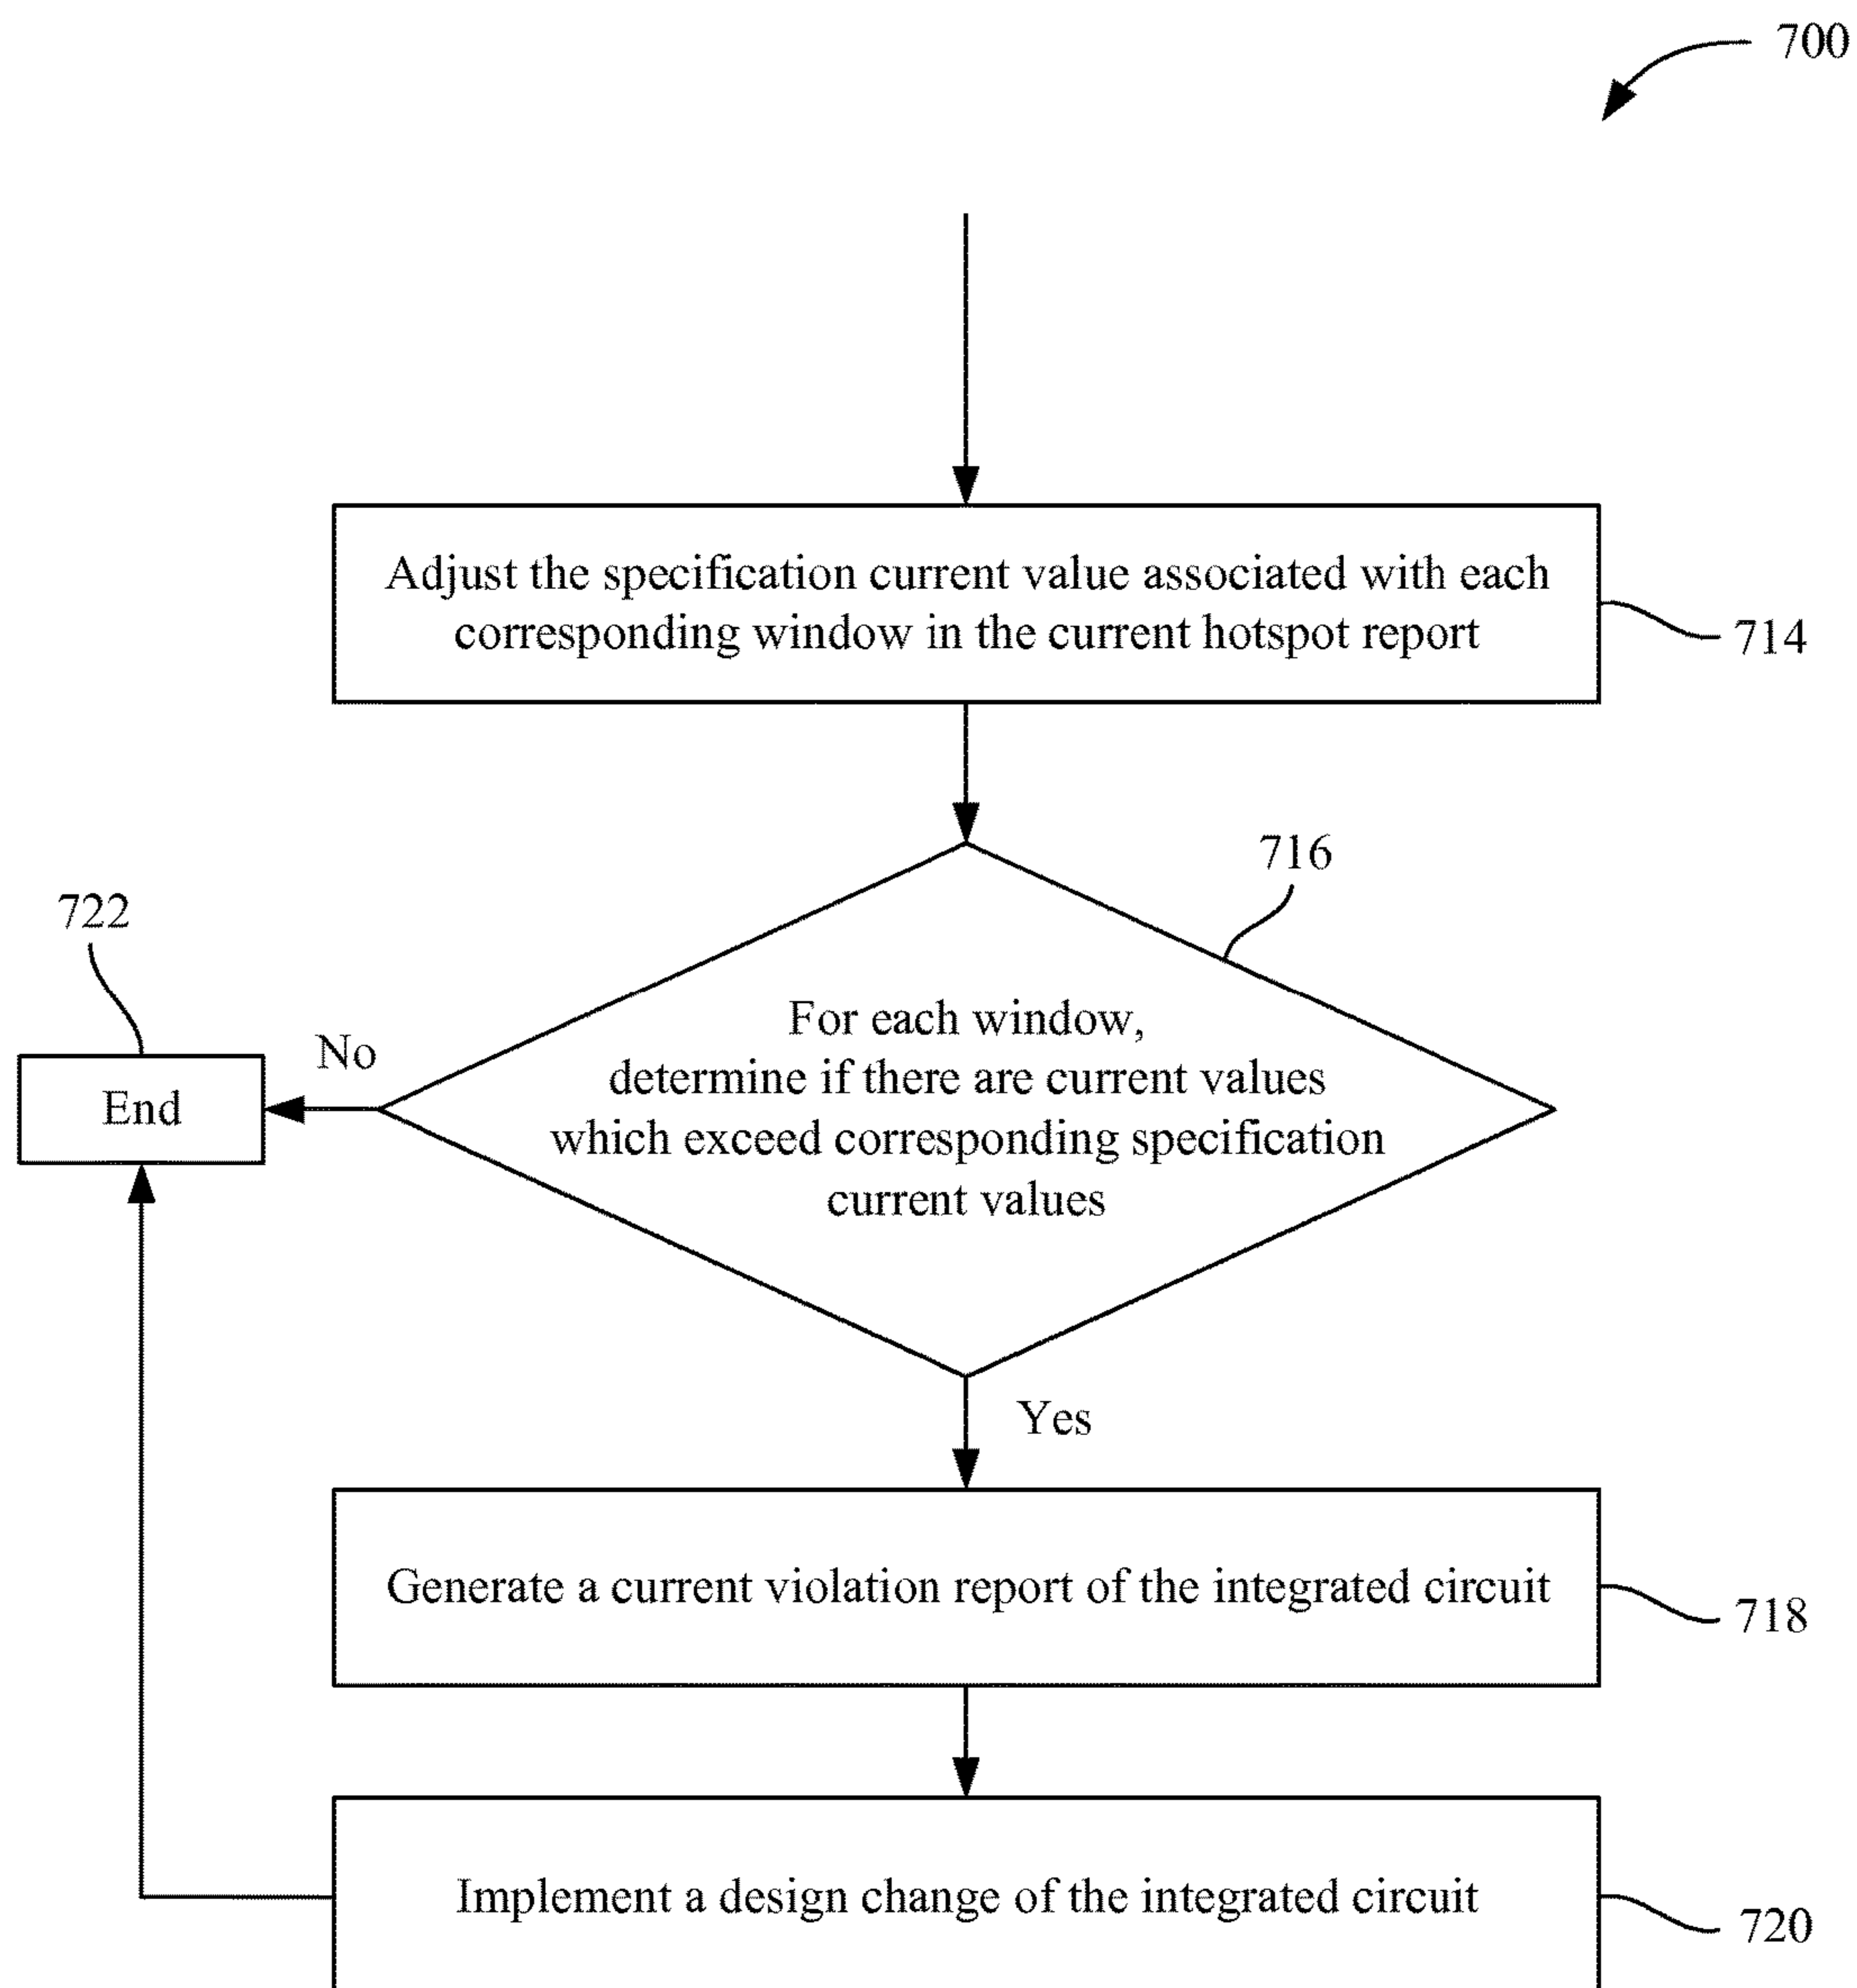 700
Adjust the specification current value associated with each
corresponding window in the current hotspot report
714
716
722
For each window,
determine if there are current values
which exceed corresponding specification
current values
No
End
Yes
Generate a current violation report of the integrated circuit
718
Implement a design change of the integrated circuit
720